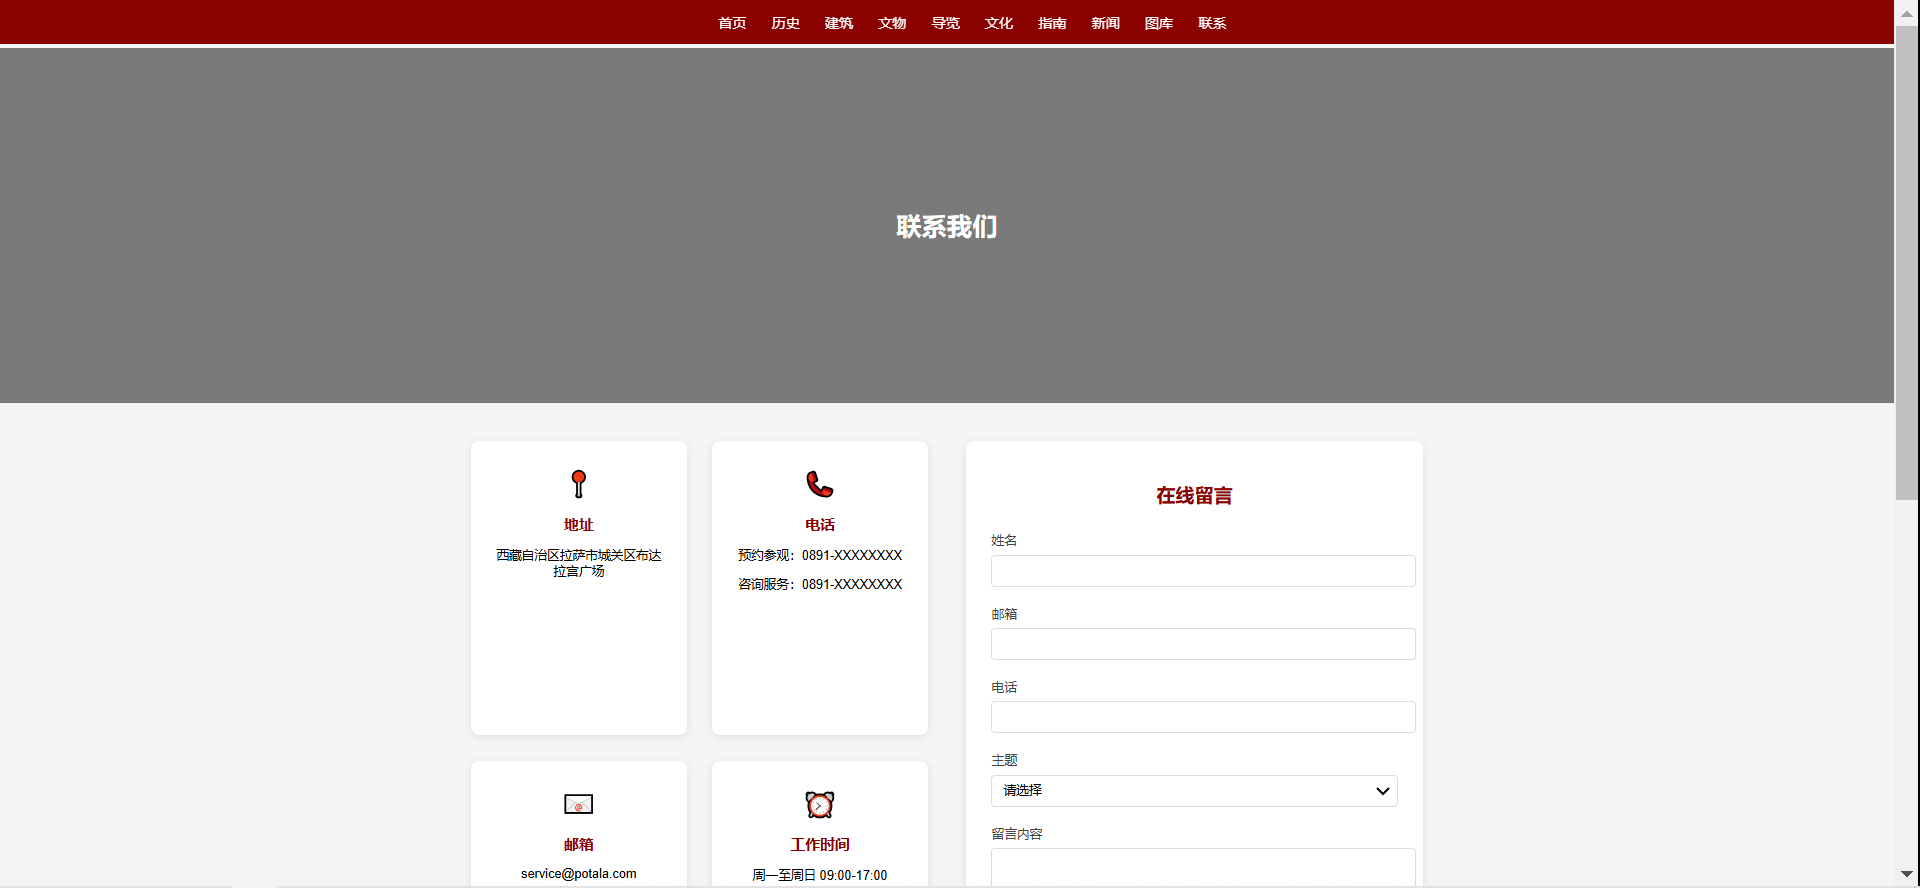 首页 历史 建筑 文物 导览 文化 指南 新闻 图库 联系
联系我们
地址
西藏自治区拉萨市城关区布达
拉宫广场
电话
预约参观：0891-XXXXXXXX
咨询服务：0891-XXXXXXXX
邮箱
service@potala.com
工作时间
周一至周日 09:00-17:00
在线留言
姓名
邮箱
电话
主题
请选择
留言内容